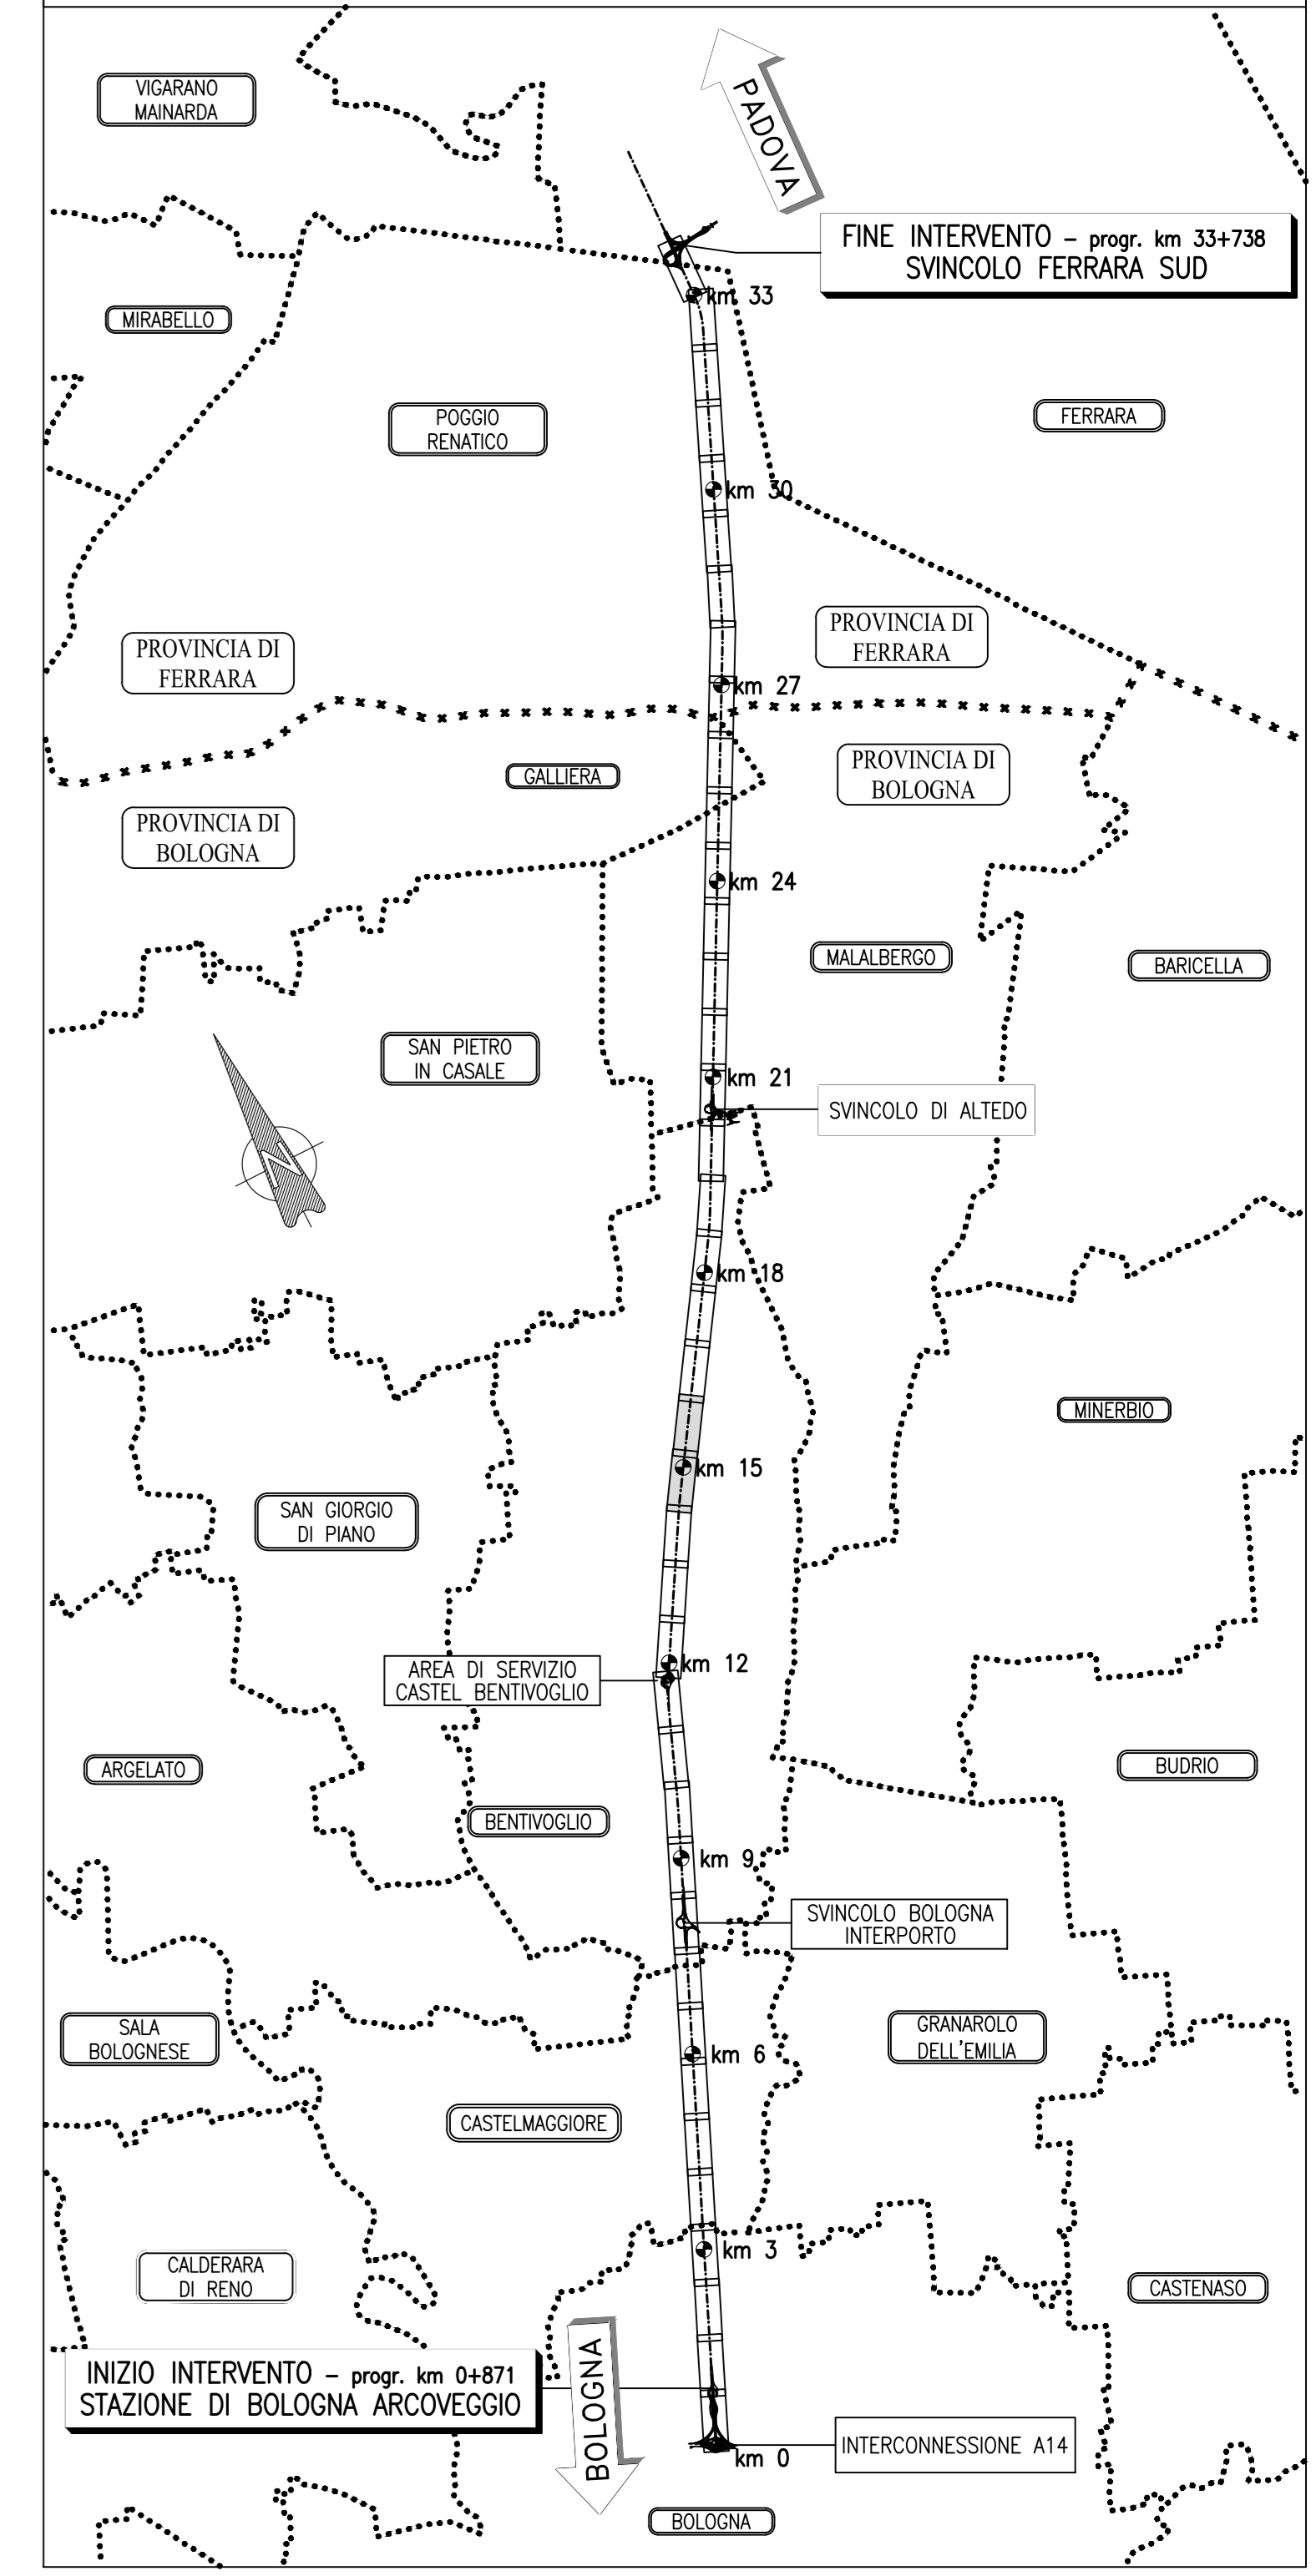 VIGARANO
MAINARDA
PADOVA
FINE INTERVENTO – progr. km 33+738
SVINCOLO FERRARA SUD
km 33
MIRABELLO
POGGIO
RENATICO
FERRARA
km 30
PROVINCIA DI
FERRARA
PROVINCIA DI
FERRARA
km 27
GALLIERA
PROVINCIA DI
BOLOGNA
PROVINCIA DI
BOLOGNA
km 24
MALALBERGO
BARICELLA
SAN PIETRO
IN CASALE
km 21
SVINCOLO DI ALTEDO
N
km 18
MINERBIO
km 15
SAN GIORGIO
DI PIANO
km 12
AREA DI SERVIZIO
CASTEL BENTIVOGLIO
ARGELATO
BUDRIO
BENTIVOGLIO
km 9
SVINCOLO BOLOGNA
INTERPORTO
SALA
BOLOGNESE
GRANAROLO
DELL'EMILIA
km 6
CASTELMAGGIORE
km 3
CALDERARA
DI RENO
CASTENASO
INIZIO INTERVENTO – progr. km 0+871
STAZIONE DI BOLOGNA ARCOVEGGIO
BOLOGNA
INTERCONNESSIONE A14
km 0
BOLOGNA